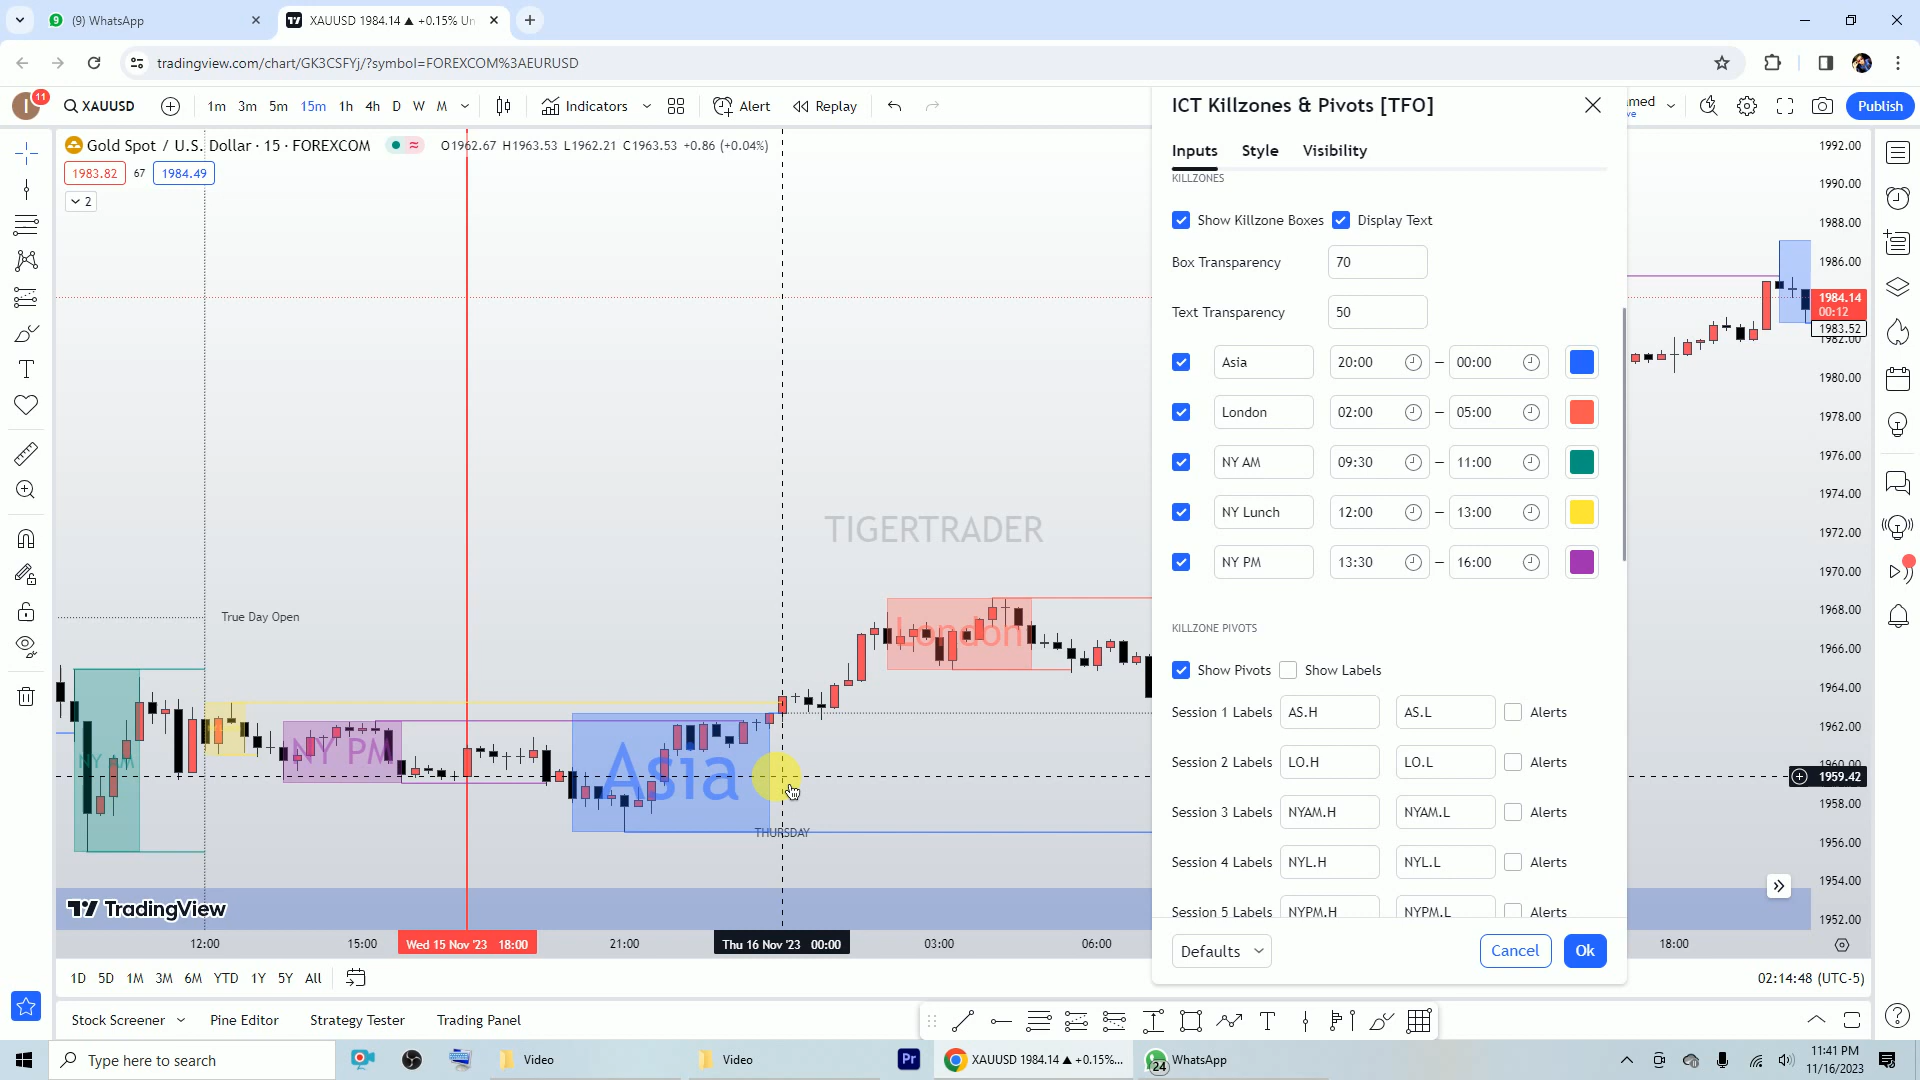 (9) WhatsApp
XAUUSD 1984.14 ▲ +0.15% Un
tradingview.com/chart/GK3CSFYj/?symbol=FOREXCOM%3AEURUSD
I 11 XAUUSD 1m 3m 5m 15m 1h 4h D W M Indicators Alert Replay
Publish
Gold Spot / U.S. Dollar · 15 · FOREXCOM O1962.67 H1963.53 L1962.21 C1963.53 +0.86 (+0.04%)
1983.82 67 1984.49
2
TIGERTRADER
True Day Open
London
NY PM
Asia
THURSDAY
TradingView
12:00 15:00 Wed 15 Nov '23 18:00 21:00 Thu 16 Nov '23 00:00 03:00 06:00 18:00
ICT Killzones & Pivots [TFO]
Inputs Style Visibility
KILLZONES
Show Killzone Boxes Display Text
Box Transparency 70
Text Transparency 50
Asia 20:00 – 00:00
London 02:00 – 05:00
NY AM 09:30 – 11:00
NY Lunch 12:00 – 13:00
NY PM 13:30 – 16:00
KILLZONE PIVOTS
Show Pivots Show Labels
Session 1 Labels AS.H AS.L Alerts
Session 2 Labels LO.H LO.L Alerts
Session 3 Labels NYAM.H NYAM.L Alerts
Session 4 Labels NYL.H NYL.L Alerts
Session 5 Labels NYPM.H NYPM.L Alerts
Defaults Cancel Ok
1992.00
1990.00
1988.00
1986.00
1984.14
00:12
1983.52
1982.00
1980.00
1978.00
1976.00
1974.00
1972.00
1970.00
1968.00
1966.00
1964.00
1962.00
1960.00
1959.42
1958.00
1956.00
1954.00
1952.00
1D 5D 1M 3M 6M YTD 1Y 5Y All
02:14:48 (UTC-5)
Stock Screener Pine Editor Strategy Tester Trading Panel
Type here to search
Video
Video
Pr
XAUUSD 1984.14 ▲ +0.15%...
24 WhatsApp
11:41 PM
11/16/2023